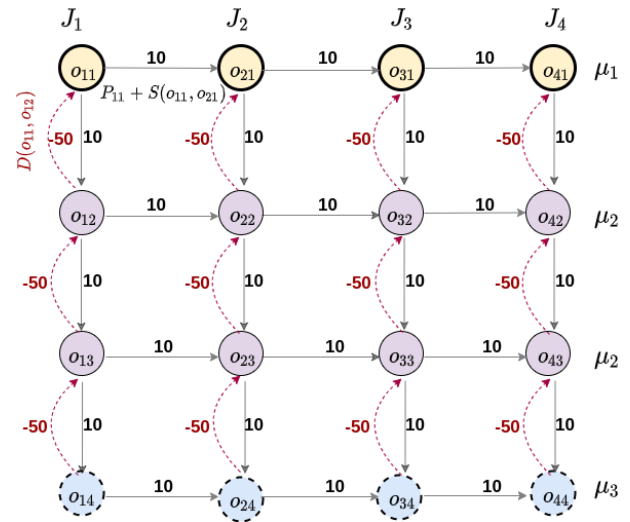 J₁ J₂ J₃ J₄
10 10 10
o₁₁ o₂₁ o₃₁ o₄₁ μ₁
P₁₁ + S(o₁₁, o₂₁)
D(o₁₁, o₁₂)
-50 10 -50 10 -50 10 -50 10
10 10 10
o₁₂ o₂₂ o₃₂ o₄₂ μ₂
-50 10 -50 10 -50 10 -50 10
10 10 10
o₁₃ o₂₃ o₃₃ o₄₃ μ₂
-50 10 -50 10 -50 10 -50 10
10 10 10
o₁₄ o₂₄ o₃₄ o₄₄ μ₃